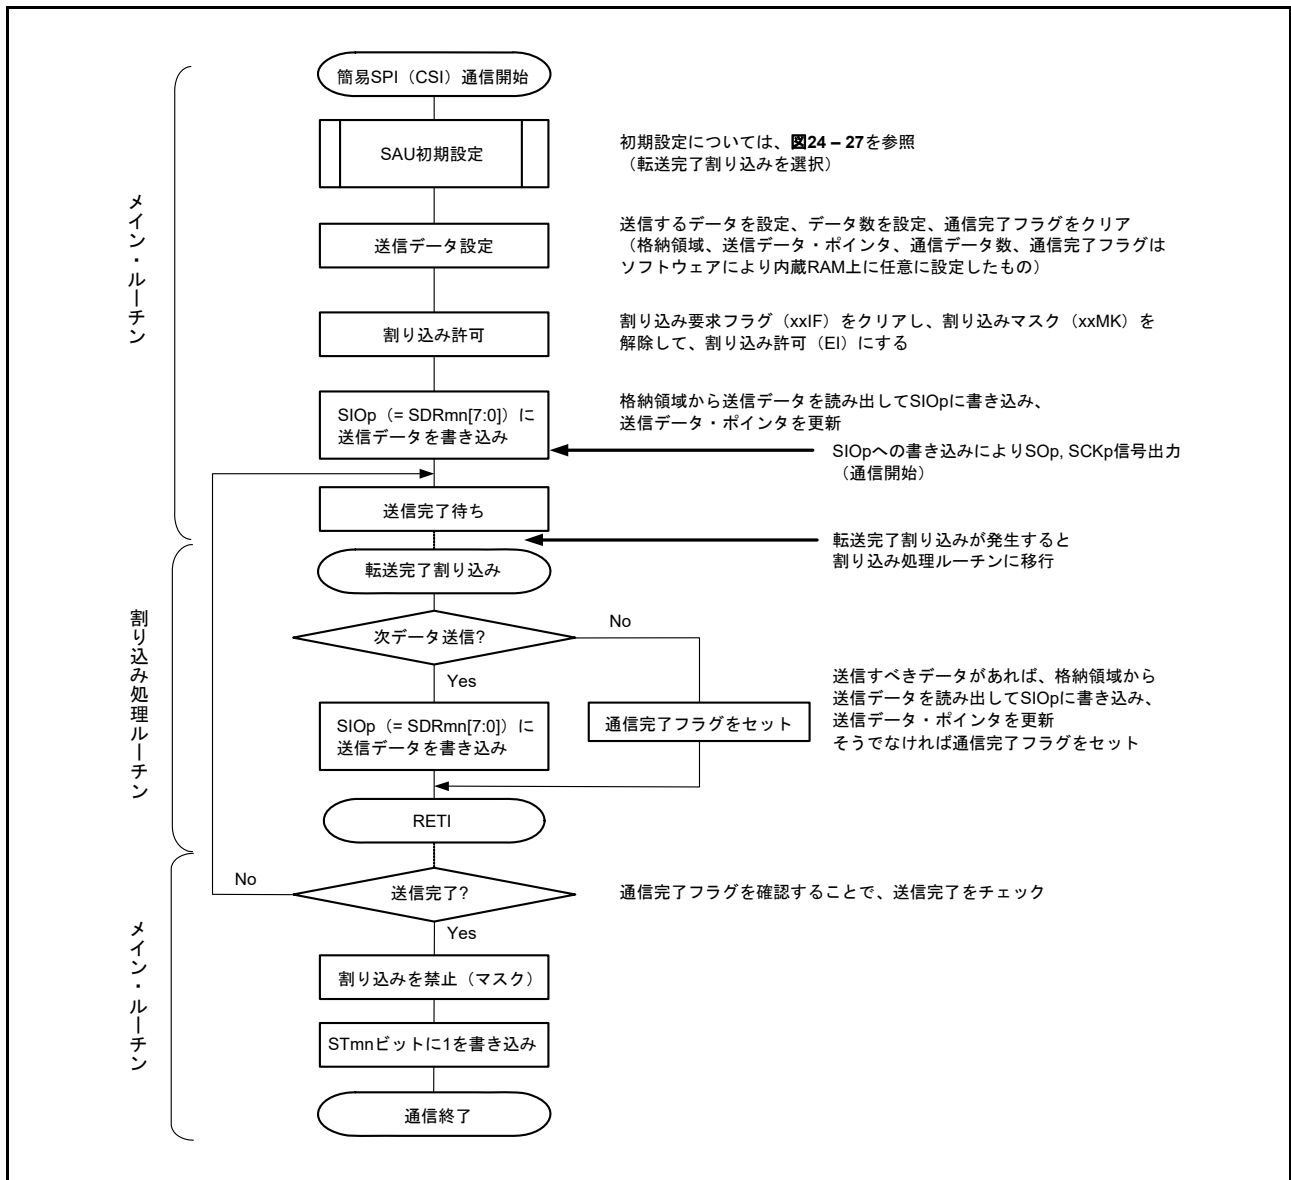 簡易SPI（CSI）通信開始
SAU初期設定
初期設定については、図24 – 27を参照
（転送完了割り込みを選択）
メイン・ルーチン
送信データ設定
送信するデータを設定、データ数を設定、通信完了フラグをクリア
（格納領域、送信データ・ポインタ、通信データ数、通信完了フラグは
ソフトウェアにより内蔵RAM上に任意に設定したもの）
割り込み許可
割り込み要求フラグ（xxIF）をクリアし、割り込みマスク（xxMK）を
解除して、割り込み許可（EI）にする
SIOp（= SDRmn[7:0]）に
送信データを書き込み
格納領域から送信データを読み出してSIOpに書き込み、
送信データ・ポインタを更新
SIOpへの書き込みによりSOp, SCKp信号出力
（通信開始）
送信完了待ち
転送完了割り込みが発生すると
割り込み処理ルーチンに移行
転送完了割り込み
割り込み処理ルーチン
次データ送信?
No
Yes
SIOp（= SDRmn[7:0]）に
送信データを書き込み
通信完了フラグをセット
送信すべきデータがあれば、格納領域から
送信データを読み出してSIOpに書き込み、
送信データ・ポインタを更新
そうでなければ通信完了フラグをセット
RETI
No
送信完了?
通信完了フラグを確認することで、送信完了をチェック
Yes
メイン・ルーチン
割り込みを禁止（マスク）
STmnビットに1を書き込み
通信終了